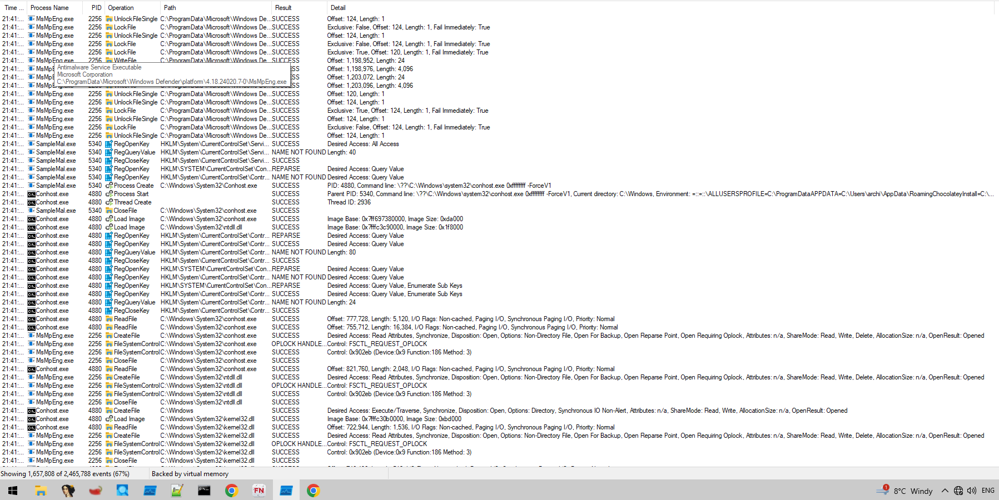 Time ... Process Name PID Operation Path Result Detail
21:41:... MsMpEng.exe 2256 UnlockFileSingle C:\ProgramData\Microsoft\Windows De... SUCCESS Offset: 124, Length: 1
21:41:... MsMpEng.exe 2256 LockFile C:\ProgramData\Microsoft\Windows De... SUCCESS Exclusive: False, Offset: 124, Length: 1, Fail Immediately: True
21:41:... MsMpEng.exe 2256 UnlockFileSingle C:\ProgramData\Microsoft\Windows De... SUCCESS Offset: 124, Length: 1
21:41:... MsMpEng.exe 2256 LockFile C:\ProgramData\Microsoft\Windows De... SUCCESS Exclusive: False, Offset: 124, Length: 1, Fail Immediately: True
21:41:... MsMpEng.exe 2256 LockFile C:\ProgramData\Microsoft\Windows De... SUCCESS Exclusive: True, Offset: 120, Length: 1, Fail Immediately: True
21:41:... MsMpEng.exe 2256 WriteFile C:\ProgramData\Microsoft\Windows De... SUCCESS Offset: 1,198,952, Length: 24
21:41:... MsMpE SUCCESS Offset: 1,198,976, Length: 4,096
21:41:... MsMpE SUCCESS Offset: 1,203,072, Length: 24
21:41:... MsMpE SUCCESS Offset: 1,203,096, Length: 4,096
Antimalware Service Executable
Microsoft Corporation
C:\ProgramData\Microsoft\Windows Defender\platform\4.18.24020.7-0\MsMpEng.exe
21:41:... MsMpEng.exe 2256 UnlockFileSingle C:\ProgramData\Microsoft\Windows De... SUCCESS Offset: 120, Length: 1
21:41:... MsMpEng.exe 2256 UnlockFileSingle C:\ProgramData\Microsoft\Windows De... SUCCESS Offset: 124, Length: 1
21:41:... MsMpEng.exe 2256 LockFile C:\ProgramData\Microsoft\Windows De... SUCCESS Exclusive: True, Offset: 124, Length: 1, Fail Immediately: True
21:41:... MsMpEng.exe 2256 UnlockFileSingle C:\ProgramData\Microsoft\Windows De... SUCCESS Offset: 124, Length: 1
21:41:... MsMpEng.exe 2256 LockFile C:\ProgramData\Microsoft\Windows De... SUCCESS Exclusive: False, Offset: 124, Length: 1, Fail Immediately: True
21:41:... MsMpEng.exe 2256 UnlockFileSingle C:\ProgramData\Microsoft\Windows De... SUCCESS Offset: 124, Length: 1
21:41:... SampleMal.exe 5340 RegOpenKey HKLM\System\CurrentControlSet\Servi... SUCCESS Desired Access: All Access
21:41:... SampleMal.exe 5340 RegQueryValue HKLM\System\CurrentControlSet\Servi... NAME NOT FOUND Length: 40
21:41:... SampleMal.exe 5340 RegCloseKey HKLM\System\CurrentControlSet\Servi... SUCCESS
21:41:... SampleMal.exe 5340 RegOpenKey HKLM\SYSTEM\CurrentControlSet\Con... REPARSE Desired Access: Query Value
21:41:... SampleMal.exe 5340 RegOpenKey HKLM\System\CurrentControlSet\Contr... NAME NOT FOUND Desired Access: Query Value
21:41:... SampleMal.exe 5340 Process Create C:\Windows\System32\Conhost.exe SUCCESS PID: 4880, Command line: \??\C:\Windows\system32\conhost.exe 0xffffffff -ForceV1
21:41:... Conhost.exe 4880 Process Start SUCCESS Parent PID: 5340, Command line: \??\C:\Windows\system32\conhost.exe 0xffffffff -ForceV1, Current directory: C:\Windows, Environment: =::=::\ALLUSERSPROFILE=C:\ProgramDataAPPDATA=C:\Users\archi\AppData\RoamingChocolateyInstall=C:\...
21:41:... Conhost.exe 4880 Thread Create SUCCESS Thread ID: 2936
21:41:... SampleMal.exe 5340 CloseFile C:\Windows\System32\conhost.exe SUCCESS
21:41:... Conhost.exe 4880 Load Image C:\Windows\System32\conhost.exe SUCCESS Image Base: 0x7ff697380000, Image Size: 0xda000
21:41:... Conhost.exe 4880 Load Image C:\Windows\System32\ntdll.dll SUCCESS Image Base: 0x7fffc3c90000, Image Size: 0x1f8000
21:41:... Conhost.exe 4880 RegOpenKey HKLM\System\CurrentControlSet\Contr... REPARSE Desired Access: Query Value
21:41:... Conhost.exe 4880 RegOpenKey HKLM\System\CurrentControlSet\Contr... SUCCESS Desired Access: Query Value
21:41:... Conhost.exe 4880 RegQueryValue HKLM\System\CurrentControlSet\Contr... NAME NOT FOUND Length: 80
21:41:... Conhost.exe 4880 RegCloseKey HKLM\System\CurrentControlSet\Contr... SUCCESS
21:41:... Conhost.exe 4880 RegOpenKey HKLM\SYSTEM\CurrentControlSet\Con... REPARSE Desired Access: Query Value
21:41:... Conhost.exe 4880 RegOpenKey HKLM\System\CurrentControlSet\Contr... NAME NOT FOUND Desired Access: Query Value
21:41:... Conhost.exe 4880 RegOpenKey HKLM\SYSTEM\CurrentControlSet\Con... REPARSE Desired Access: Query Value, Enumerate Sub Keys
21:41:... Conhost.exe 4880 RegOpenKey HKLM\System\CurrentControlSet\Contr... SUCCESS Desired Access: Query Value, Enumerate Sub Keys
21:41:... Conhost.exe 4880 RegQueryValue HKLM\System\CurrentControlSet\Contr... NAME NOT FOUND Length: 24
21:41:... Conhost.exe 4880 RegCloseKey HKLM\System\CurrentControlSet\Contr... SUCCESS
21:41:... Conhost.exe 4880 ReadFile C:\Windows\System32\conhost.exe SUCCESS Offset: 777,728, Length: 5,120, I/O Flags: Non-cached, Paging I/O, Synchronous Paging I/O, Priority: Normal
21:41:... Conhost.exe 4880 ReadFile C:\Windows\System32\conhost.exe SUCCESS Offset: 755,712, Length: 16,384, I/O Flags: Non-cached, Paging I/O, Synchronous Paging I/O, Priority: Normal
21:41:... MsMpEng.exe 2256 CreateFile C:\Windows\System32\conhost.exe SUCCESS Desired Access: Read Attributes, Synchronize, Disposition: Open, Options: Non-Directory File, Open For Backup, Open Reparse Point, Open Requiring Oplock, Attributes: n/a, ShareMode: Read, Write, Delete, AllocationSize: n/a, OpenResult: Opened
21:41:... MsMpEng.exe 2256 FileSystemControl C:\Windows\System32\conhost.exe OPLOCK HANDLE... Control: FSCTL_REQUEST_OPLOCK
21:41:... MsMpEng.exe 2256 FileSystemControl C:\Windows\System32\conhost.exe SUCCESS Control: 0x902eb (Device:0x9 Function:186 Method: 3)
21:41:... MsMpEng.exe 2256 CloseFile C:\Windows\System32\conhost.exe SUCCESS
21:41:... Conhost.exe 4880 ReadFile C:\Windows\System32\conhost.exe SUCCESS Offset: 821,760, Length: 2,048, I/O Flags: Non-cached, Paging I/O, Synchronous Paging I/O, Priority: Normal
21:41:... MsMpEng.exe 2256 CreateFile C:\Windows\System32\ntdll.dll SUCCESS Desired Access: Read Attributes, Synchronize, Disposition: Open, Options: Non-Directory File, Open For Backup, Open Reparse Point, Open Requiring Oplock, Attributes: n/a, ShareMode: Read, Write, Delete, AllocationSize: n/a, OpenResult: Opened
21:41:... MsMpEng.exe 2256 FileSystemControl C:\Windows\System32\ntdll.dll OPLOCK HANDLE... Control: FSCTL_REQUEST_OPLOCK
21:41:... MsMpEng.exe 2256 FileSystemControl C:\Windows\System32\ntdll.dll SUCCESS Control: 0x902eb (Device:0x9 Function:186 Method: 3)
21:41:... MsMpEng.exe 2256 CloseFile C:\Windows\System32\ntdll.dll SUCCESS
21:41:... Conhost.exe 4880 CreateFile C:\Windows SUCCESS Desired Access: Execute/Traverse, Synchronize, Disposition: Open, Options: Directory, Synchronous IO Non-Alert, Attributes: n/a, ShareMode: Read, Write, AllocationSize: n/a, OpenResult: Opened
21:41:... Conhost.exe 4880 Load Image C:\Windows\System32\kernel32.dll SUCCESS Image Base: 0x7fffc30b0000, Image Size: 0xbd000
21:41:... Conhost.exe 4880 ReadFile C:\Windows\System32\kernel32.dll SUCCESS Offset: 722,944, Length: 1,536, I/O Flags: Non-cached, Paging I/O, Synchronous Paging I/O, Priority: Normal
21:41:... MsMpEng.exe 2256 CreateFile C:\Windows\System32\kernel32.dll SUCCESS Desired Access: Read Attributes, Synchronize, Disposition: Open, Options: Non-Directory File, Open For Backup, Open Reparse Point, Open Requiring Oplock, Attributes: n/a, ShareMode: Read, Write, Delete, AllocationSize: n/a, OpenResult: Opened
21:41:... MsMpEng.exe 2256 FileSystemControl C:\Windows\System32\kernel32.dll OPLOCK HANDLE... Control: FSCTL_REQUEST_OPLOCK
21:41:... MsMpEng.exe 2256 FileSystemControl C:\Windows\System32\kernel32.dll SUCCESS Control: 0x902eb (Device:0x9 Function:186 Method: 3)
21:41:... MsMpEng.exe 2256 CloseFile C:\Windows\System32\kernel32.dll SUCCESS
Showing 1,657,808 of 2,465,788 events (67%) Backed by virtual memory
FN 1 8°C Windy ENG